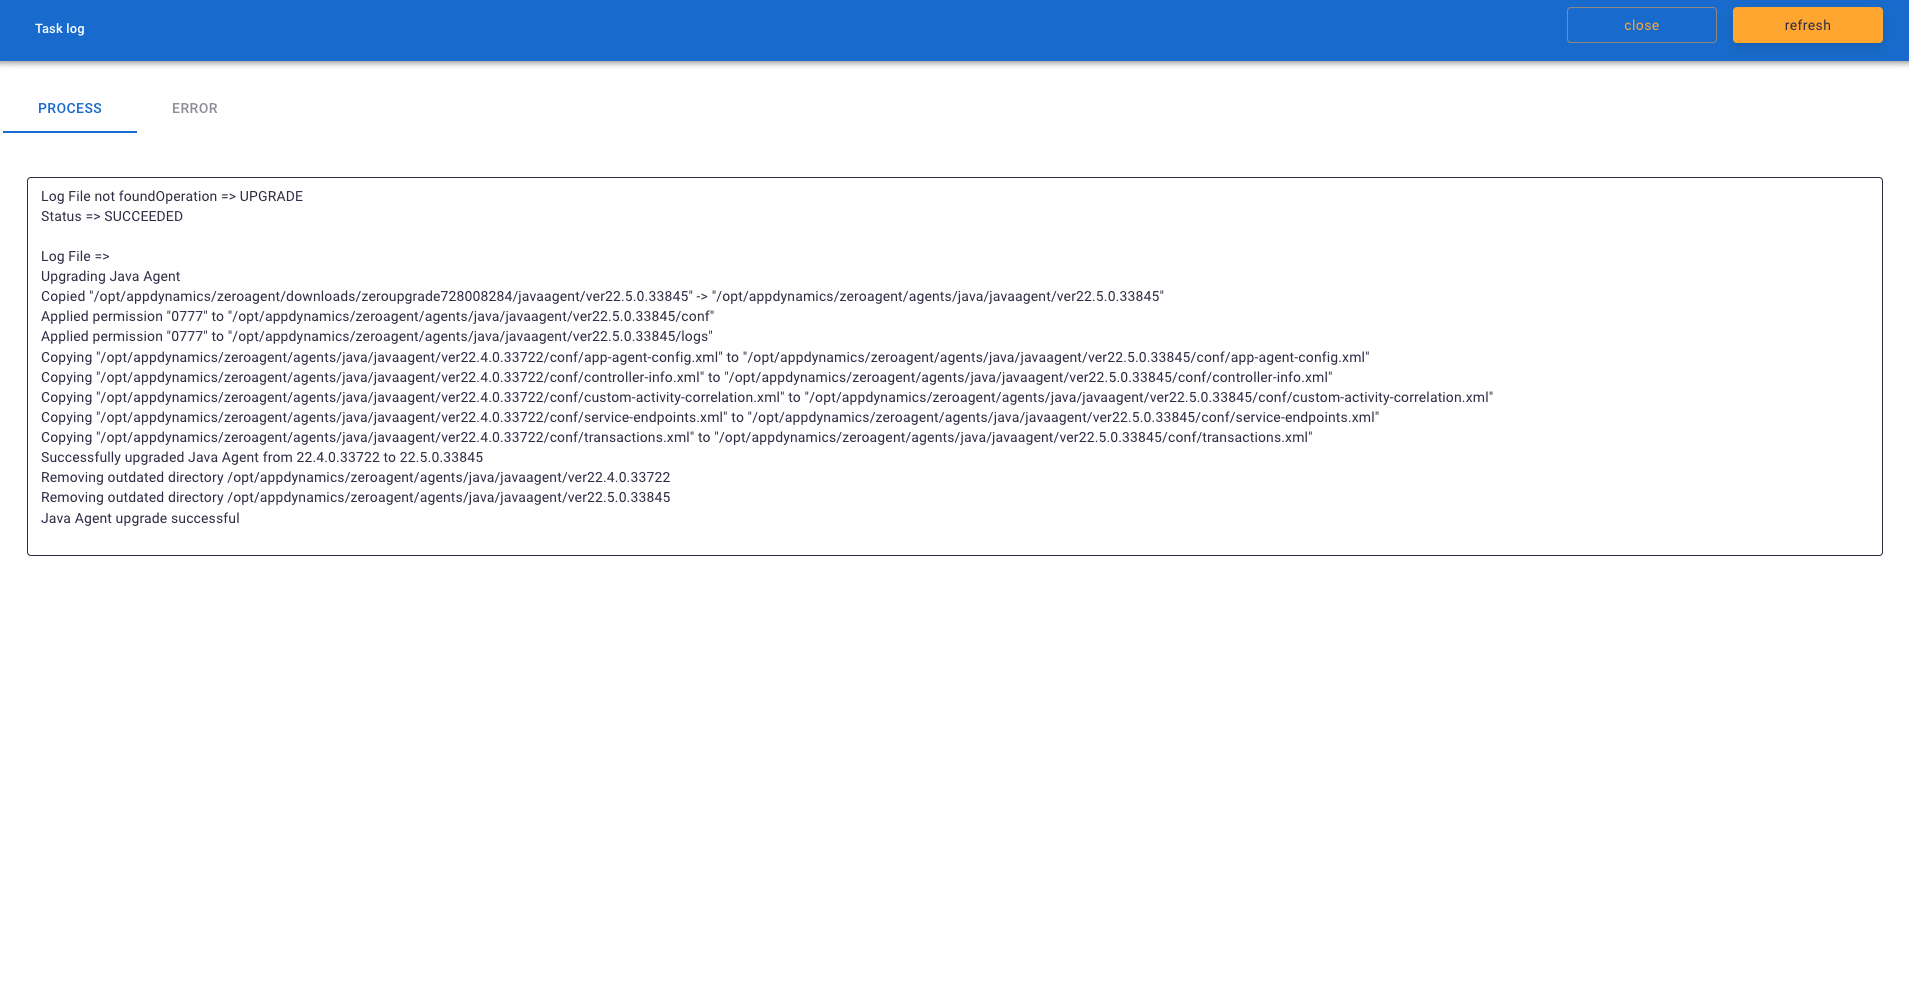 Task log
close
refresh
PROCESS
ERROR
Log File not foundOperation => UPGRADE
Status => SUCCEEDED
Log File =>
Upgrading Java Agent
Copied "/opt/appdynamics/zeroagent/downloads/zeroupgrade728008284/javaagent/ver22.5.0.33845" -> "/opt/appdynamics/zeroagent/agents/java/javaagent/ver22.5.0.33845"
Applied permission "0777" to "/opt/appdynamics/zeroagent/agents/java/javaagent/ver22.5.0.33845/conf"
Applied permission "0777" to "/opt/appdynamics/zeroagent/agents/java/javaagent/ver22.5.0.33845/logs"
Copying "/opt/appdynamics/zeroagent/agents/java/javaagent/ver22.4.0.33722/conf/app-agent-config.xml" to "/opt/appdynamics/zeroagent/agents/java/javaagent/ver22.5.0.33845/conf/app-agent-config.xml"
Copying "/opt/appdynamics/zeroagent/agents/java/javaagent/ver22.4.0.33722/conf/controller-info.xml" to "/opt/appdynamics/zeroagent/agents/java/javaagent/ver22.5.0.33845/conf/controller-info.xml"
Copying "/opt/appdynamics/zeroagent/agents/java/javaagent/ver22.4.0.33722/conf/custom-activity-correlation.xml" to "/opt/appdynamics/zeroagent/agents/java/javaagent/ver22.5.0.33845/conf/custom-activity-correlation.xml"
Copying "/opt/appdynamics/zeroagent/agents/java/javaagent/ver22.4.0.33722/conf/service-endpoints.xml" to "/opt/appdynamics/zeroagent/agents/java/javaagent/ver22.5.0.33845/conf/service-endpoints.xml"
Copying "/opt/appdynamics/zeroagent/agents/java/javaagent/ver22.4.0.33722/conf/transactions.xml" to "/opt/appdynamics/zeroagent/agents/java/javaagent/ver22.5.0.33845/conf/transactions.xml"
Successfully upgraded Java Agent from 22.4.0.33722 to 22.5.0.33845
Removing outdated directory /opt/appdynamics/zeroagent/agents/java/javaagent/ver22.4.0.33722
Removing outdated directory /opt/appdynamics/zeroagent/agents/java/javaagent/ver22.5.0.33845
Java Agent upgrade successful